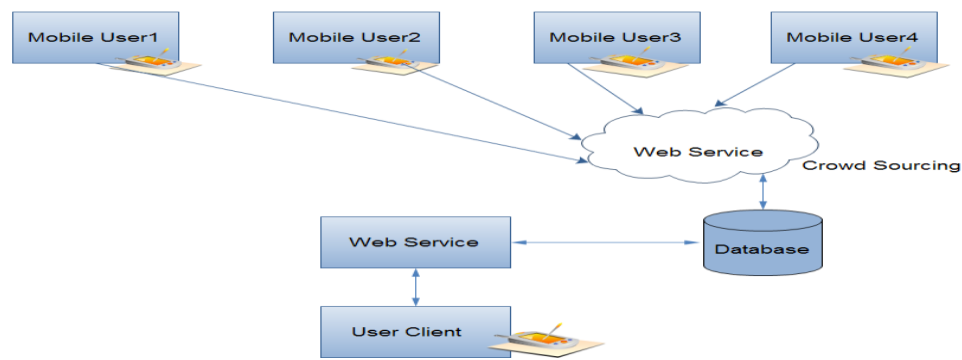 Mobile User1
Mobile User2
Mobile User3
Mobile User4
Web Service
Crowd Sourcing
Web Service
Database
User Client